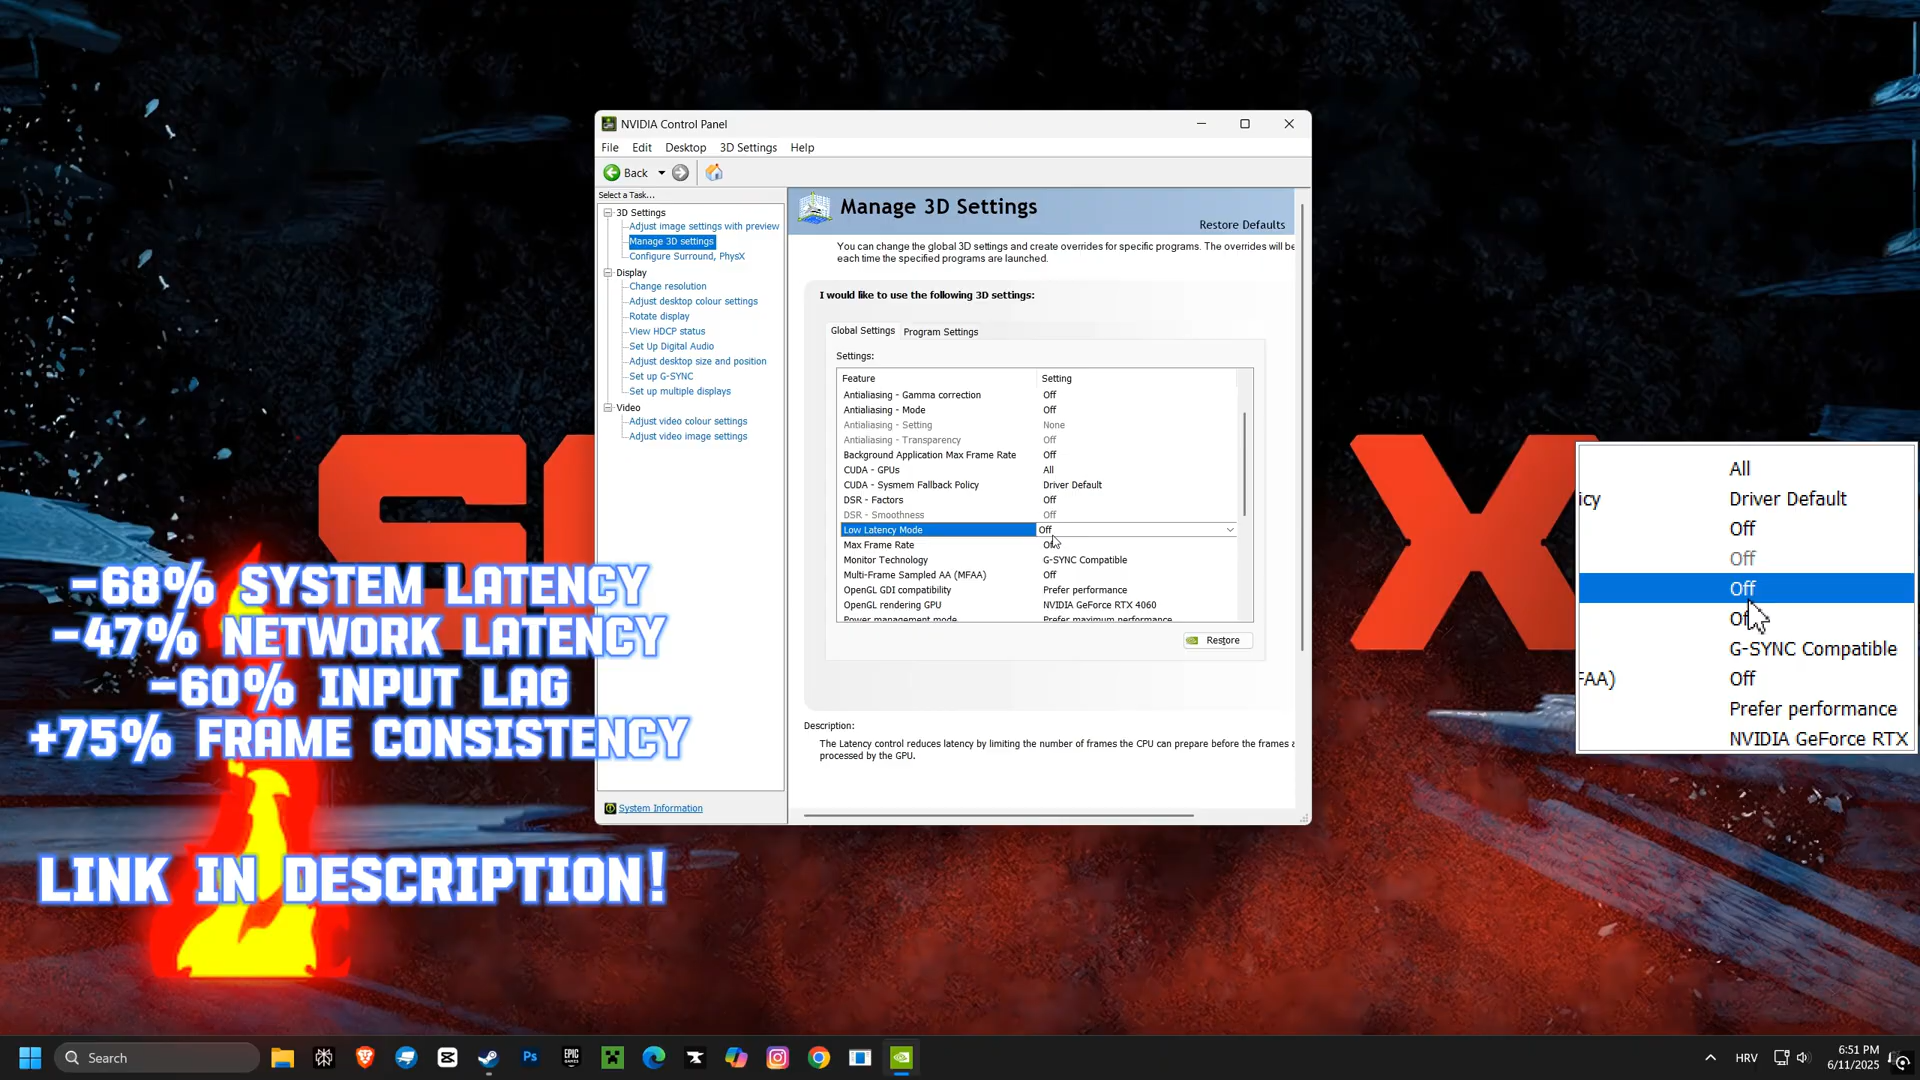 NVIDIA Control Panel
File Edit Desktop 3D Settings Help
Back
Select a Task...
3D Settings
Adjust image settings with preview
Manage 3D settings
Configure Surround, PhysX
Display
Change resolution
Adjust desktop colour settings
Rotate display
View HDCP status
Set Up Digital Audio
Adjust desktop size and position
Set up G-SYNC
Set up multiple displays
Video
Adjust video colour settings
Adjust video image settings
System Information
Manage 3D Settings
Restore Defaults
You can change the global 3D settings and create overrides for specific programs. The overrides will be
each time the specified programs are launched.
I would like to use the following 3D settings:
Global Settings Program Settings
Settings:
Feature Setting
Antialiasing - Gamma correction Off
Antialiasing - Mode Off
Antialiasing - Setting None
Antialiasing - Transparency Off
Background Application Max Frame Rate Off
CUDA - GPUs All
CUDA - Sysmem Fallback Policy Driver Default
DSR - Factors Off
DSR - Smoothness Off
Low Latency Mode Off
Max Frame Rate Off
Monitor Technology G-SYNC Compatible
Multi-Frame Sampled AA (MFAA) Off
OpenGL GDI compatibility Prefer performance
OpenGL rendering GPU NVIDIA GeForce RTX 4060
Power management mode Prefer maximum performance
Restore
Description:
The Latency control reduces latency by limiting the number of frames the CPU can prepare before the frames a
processed by the GPU.
-68% SYSTEM LATENCY
-47% NETWORK LATENCY
-60% INPUT LAG
+75% FRAME CONSISTENCY
LINK IN DESCRIPTION!
X
All
icy Driver Default
Off
Off
Off
Off
G-SYNC Compatible
FAA) Off
Prefer performance
NVIDIA GeForce RTX
Search
Ps
EPIC GAMES
HRV
6:51 PM
6/11/2025